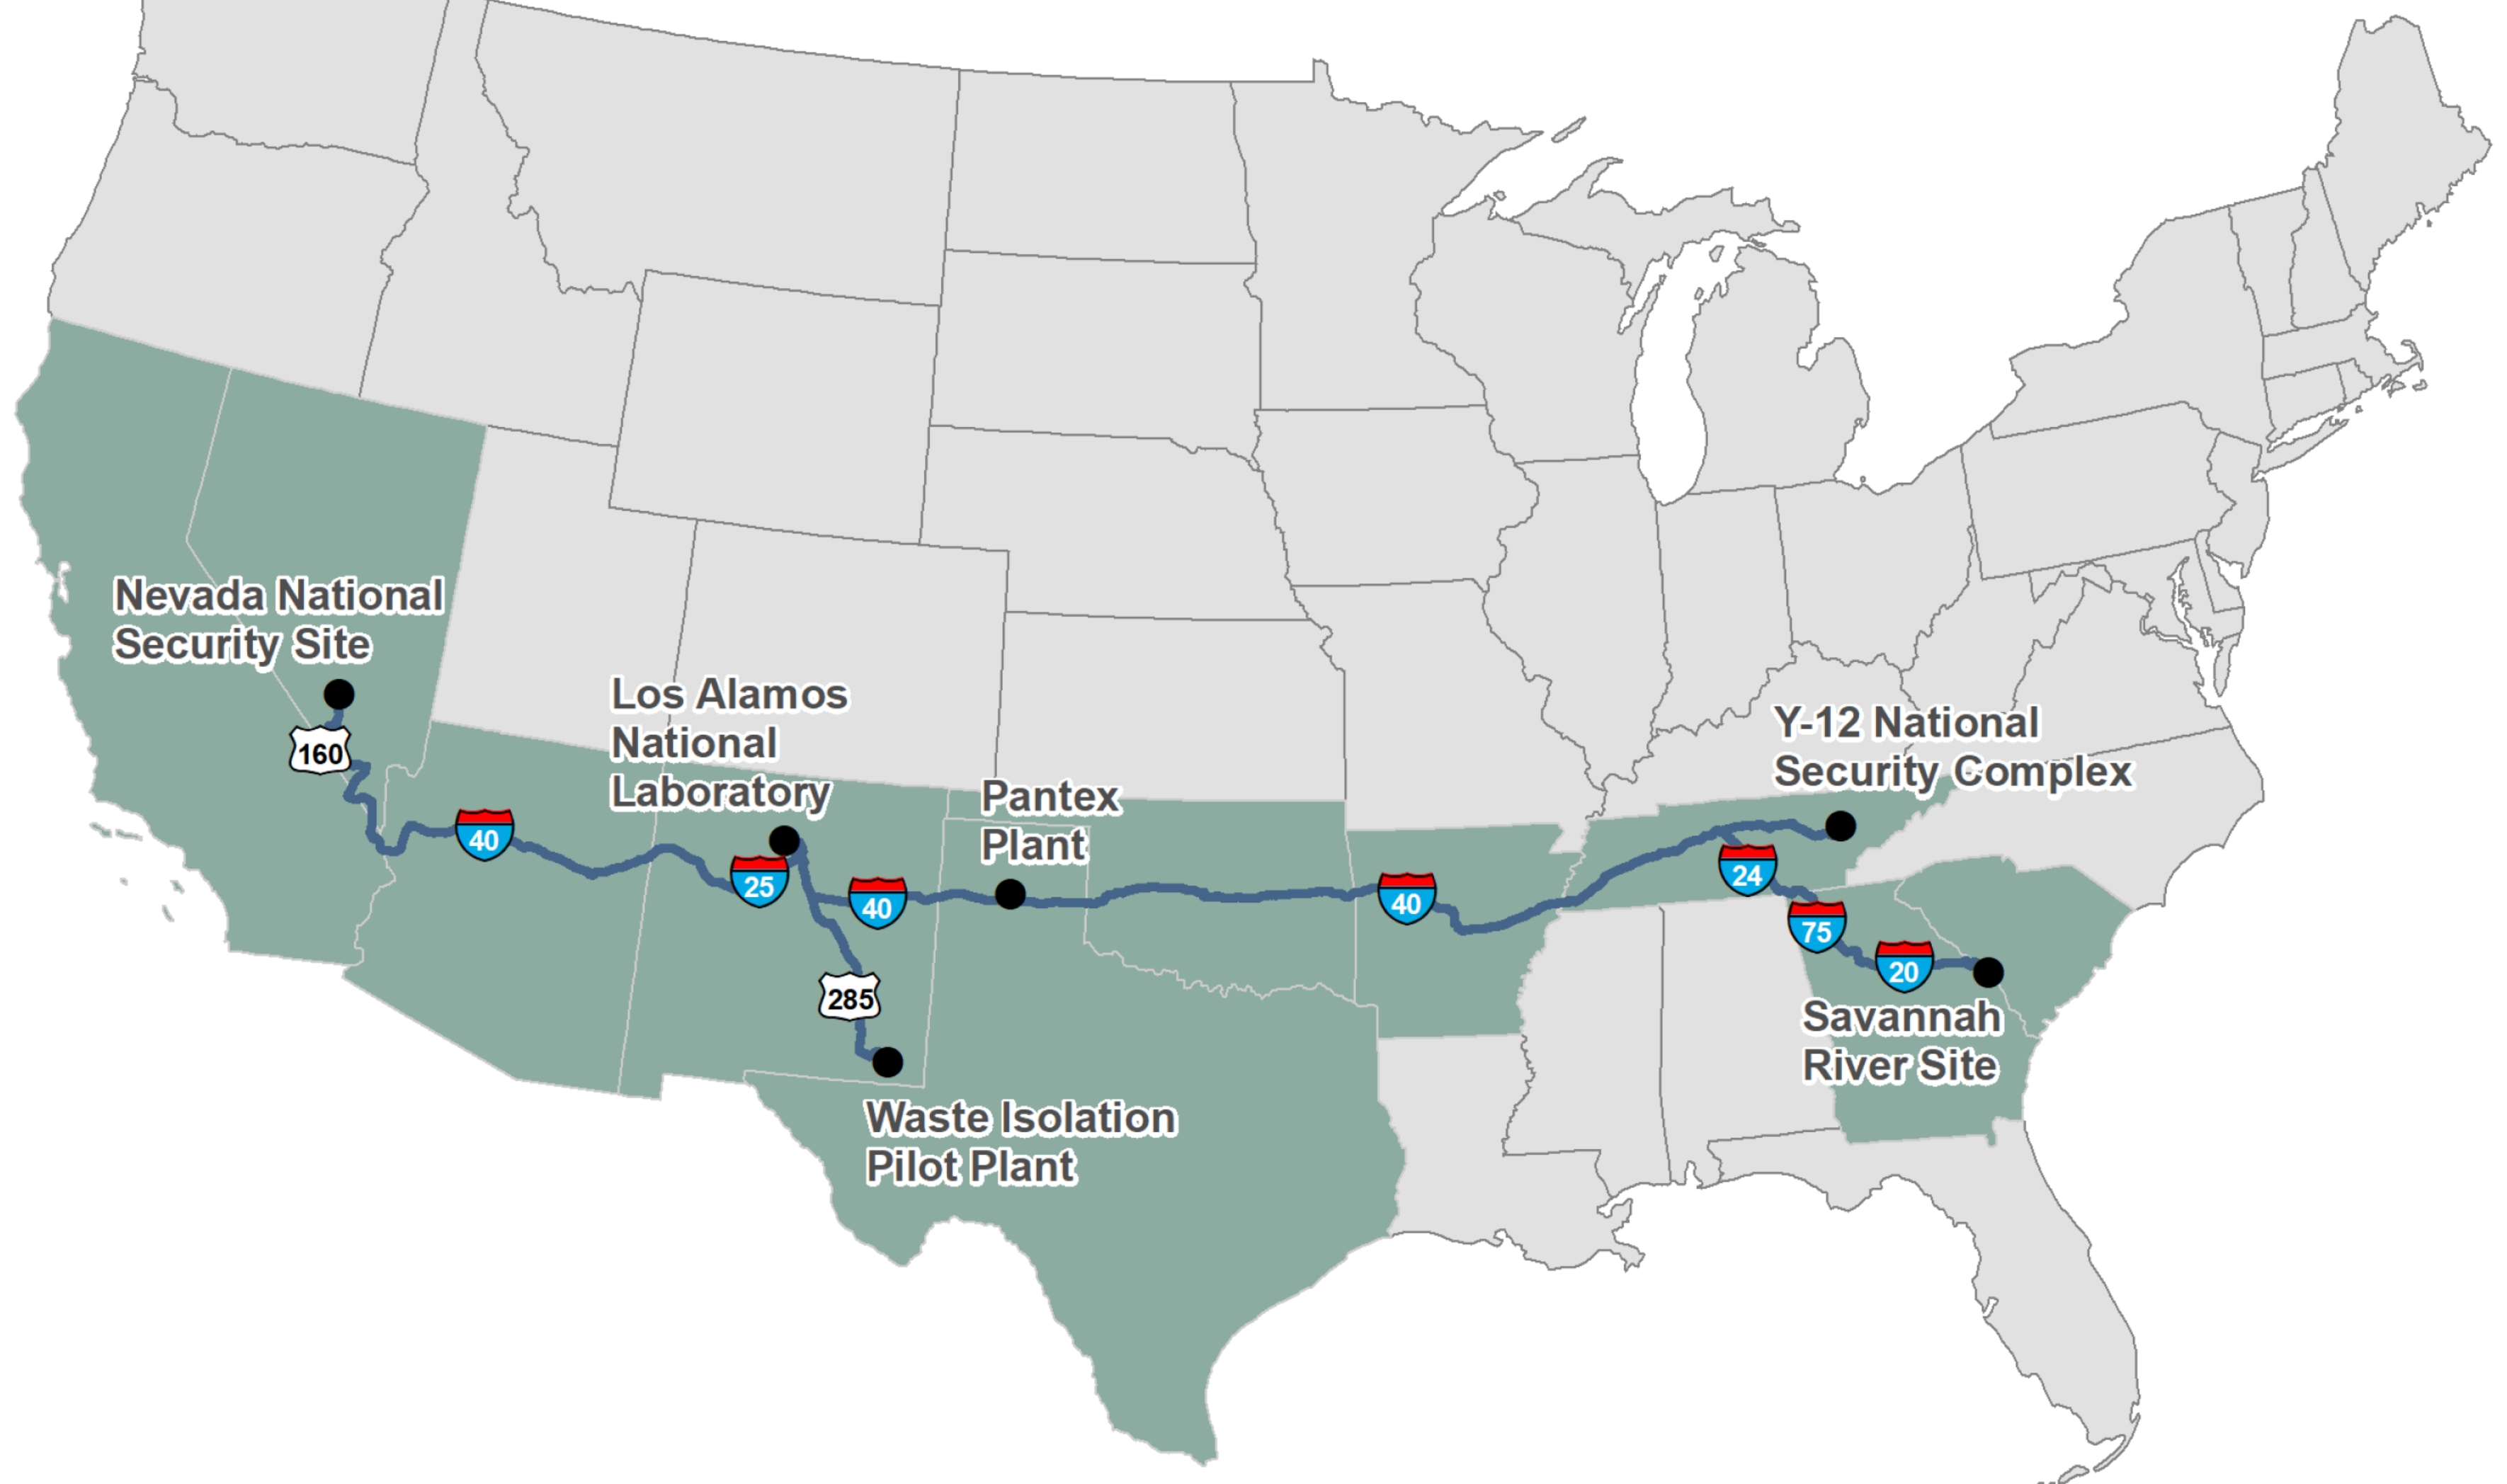 Nevada National
Security Site
160
Los Alamos
National
Laboratory
Y-12 National
Security Complex
Pantex
Plant
40
25
40
40
24
75
20
285
Savannah
River Site
Waste Isolation
Pilot Plant